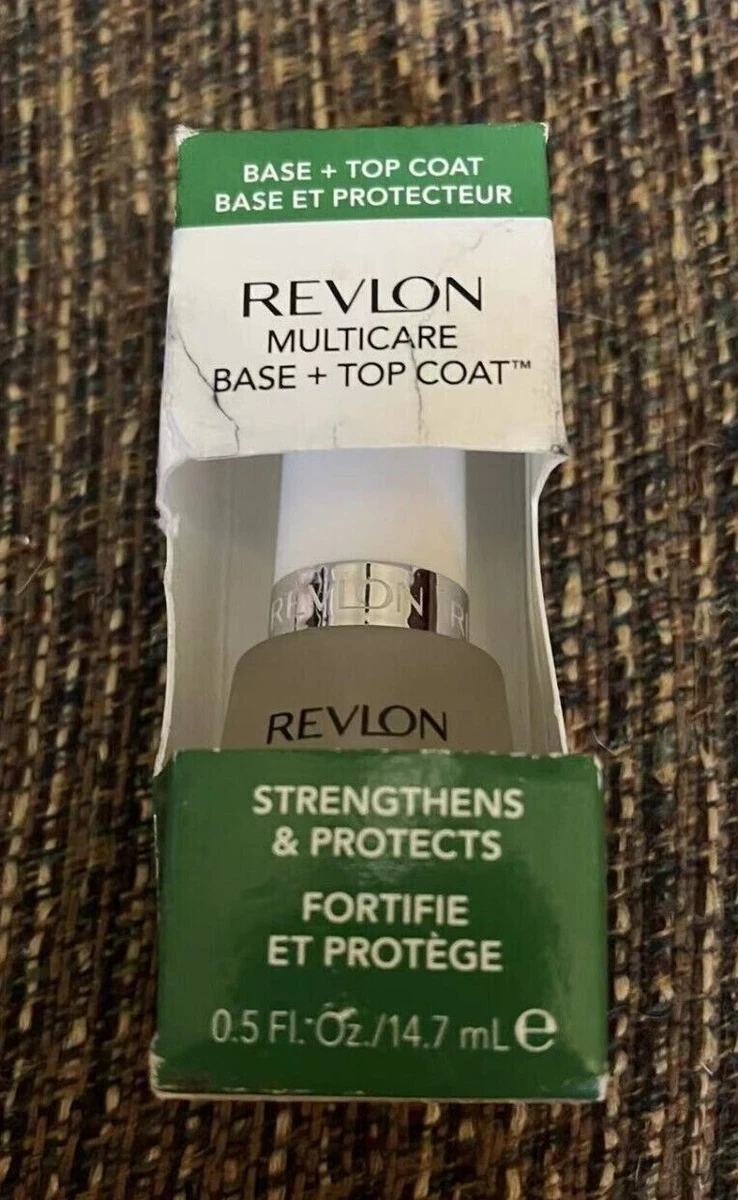 BASE + TOP COAT
BASE ET PROTECTEUR
REVLON
MULTICARE
BASE + TOP COAT™
REVLON
REVLON
STRENGTHENS
& PROTECTS
FORTIFIE
ET PROTÈGE
0.5 Fl. Oz./14.7 mL e